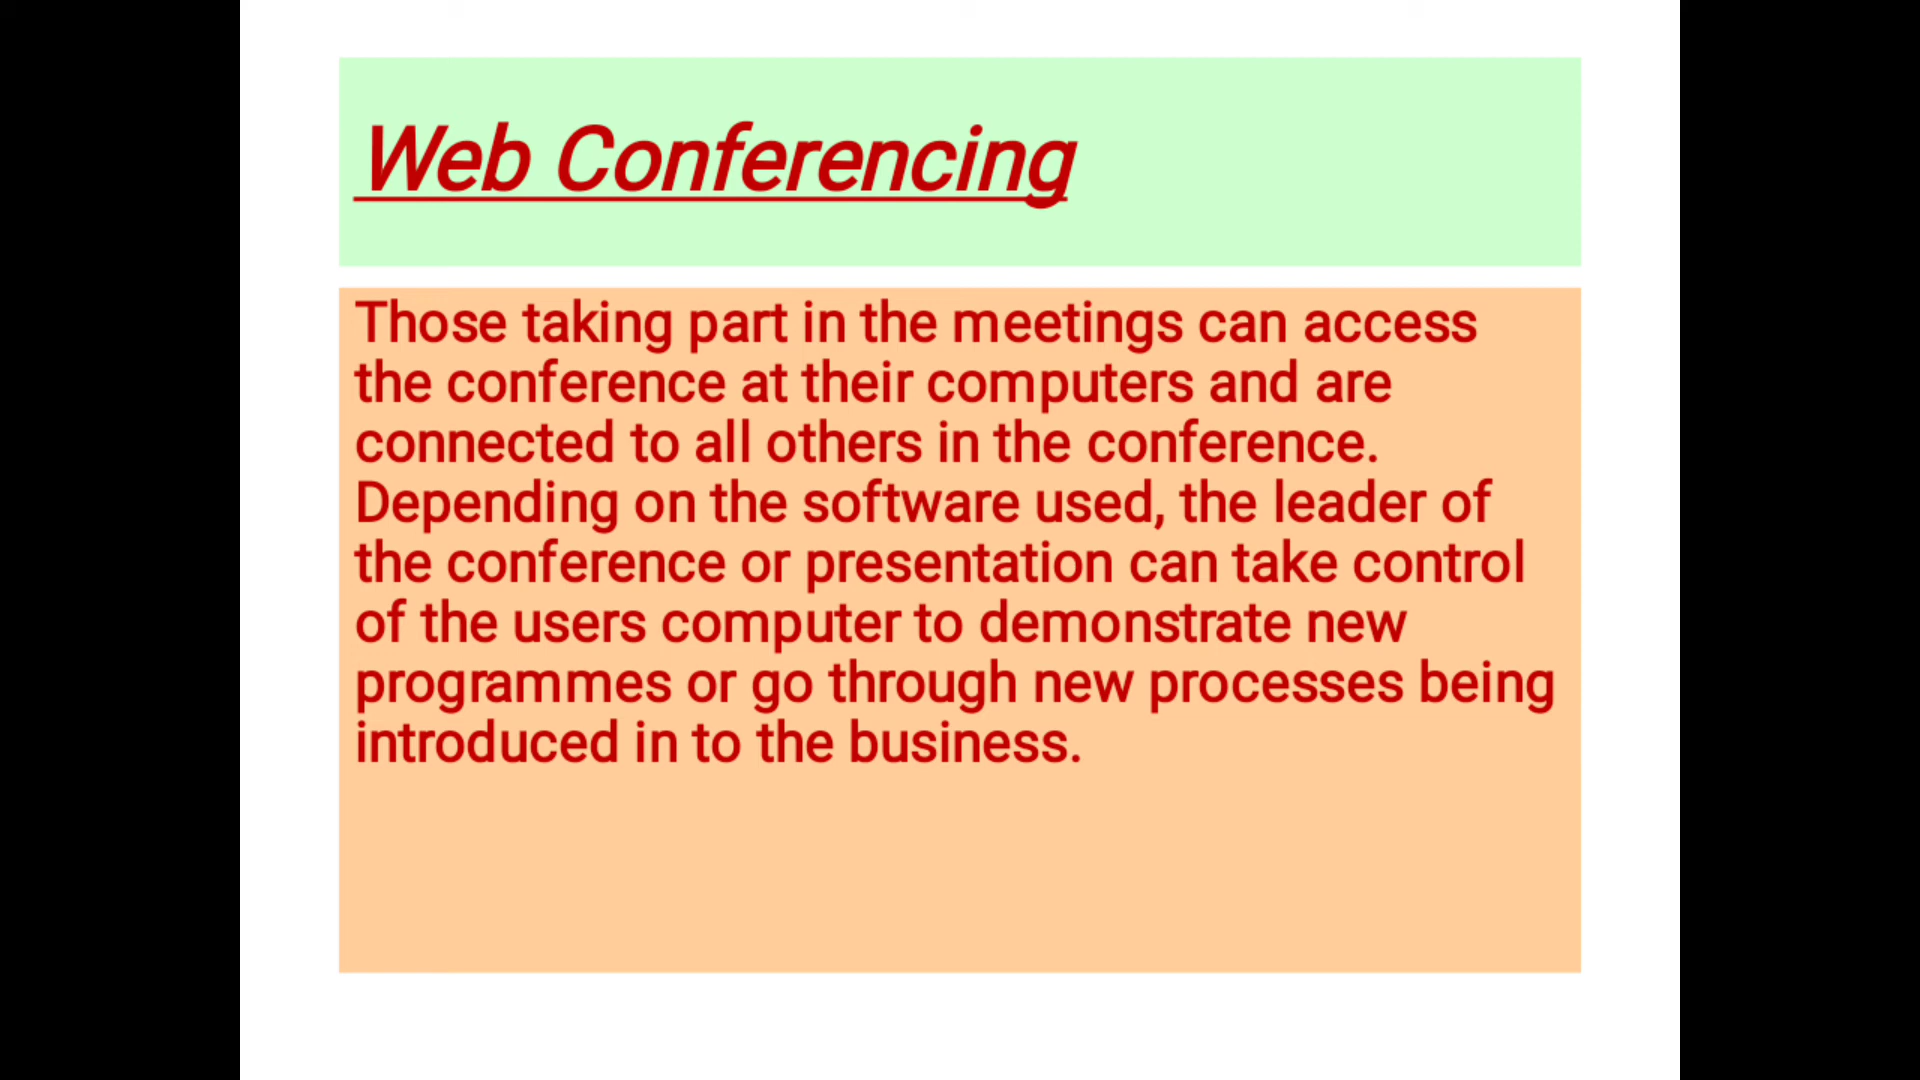 Web Conferencing
Those taking part in the meetings can access
the conference at their computers and are
connected to all others in the conference.
Depending on the software used, the leader of
the conference or presentation can take control
of the users computer to demonstrate new
programmes or go through new processes being
introduced in to the business.